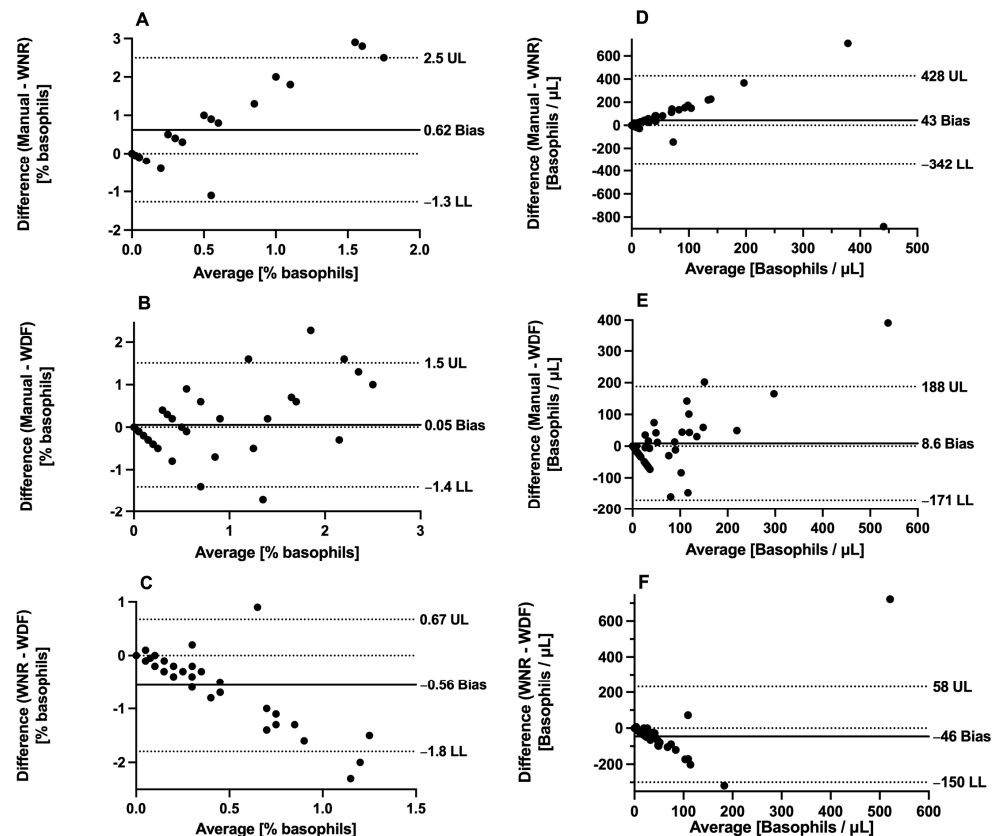 A
Difference (Manual - WNR)
[% basophils]
3
2
1
0
-1
-2
2.5 UL
0.62 Bias
−1.3 LL
0.0
0.5
1.0
1.5
2.0
Average [% basophils]
D
Difference (Manual - WNR)
[Basophils / µL]
600
400
200
0
-200
-400
-600
-800
428 UL
43 Bias
−342 LL
0
100
200
300
400
500
Average [Basophils / µL]
B
Difference (Manual - WDF)
[% basophils]
2
1
0
-1
-2
1.5 UL
0.05 Bias
−1.4 LL
0
1
2
3
Average [% basophils]
E
Difference (Manual - WDF)
[Basophils / µL]
400
300
200
100
0
-100
-200
188 UL
8.6 Bias
−171 LL
0
100
200
300
400
500
600
Average [Basophils / µL]
C
Difference (WNR - WDF)
[% basophils]
1
0
-1
-2
0.67 UL
−0.56 Bias
−1.8 LL
0.0
0.5
1.0
1.5
Average [% basophils]
F
Difference (WNR - WDF)
[Basophils / µL]
600
400
200
0
-200
58 UL
−46 Bias
−150 LL
0
100
200
300
400
500
600
Average [Basophils / µL]